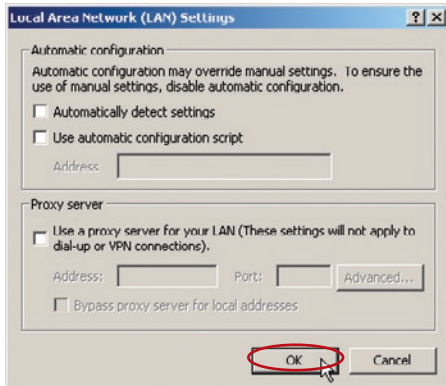 Local Area Network (LAN) Settings
Automatic configuration
Automatic configuration may override manual settings. To ensure the
use of manual settings, disable automatic configuration.
Automatically detect settings
Use automatic configuration script
Address
Proxy server
Use a proxy server for your LAN (These settings will not apply to
dial-up or VPN connections).
Address: Port: Advanced...
Bypass proxy server for local addresses
OK Cancel